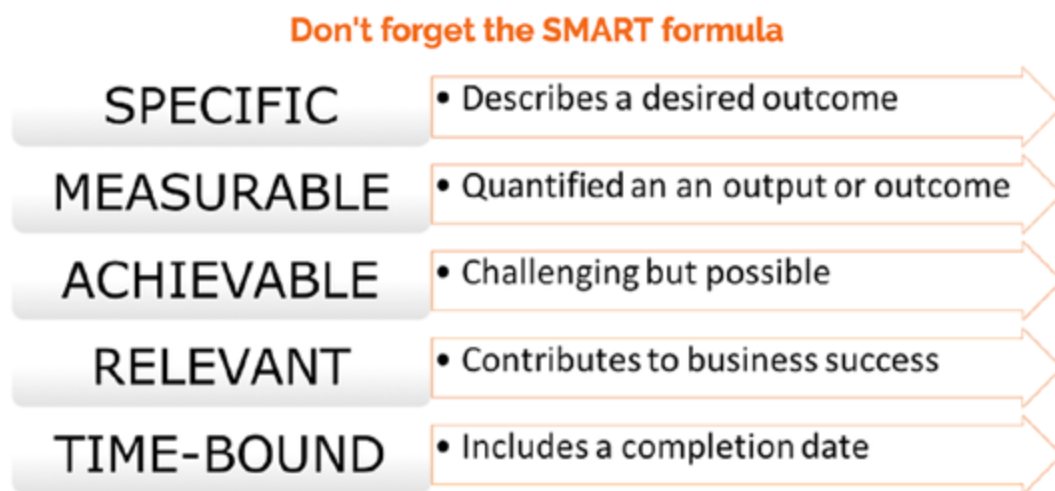 Don't forget the SMART formula
SPECIFIC
• Describes a desired outcome
MEASURABLE
• Quantified an an output or outcome
ACHIEVABLE
• Challenging but possible
RELEVANT
• Contributes to business success
TIME-BOUND
• Includes a completion date